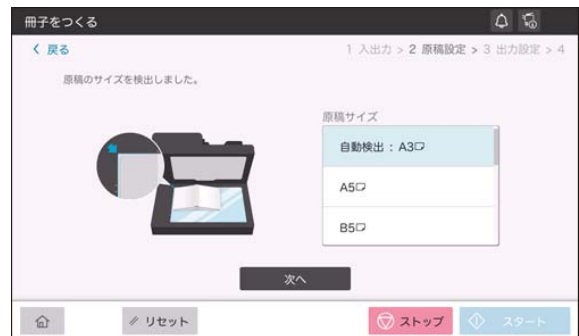 冊子をつくる
戻る
1 入出力 > 2 原稿設定 > 3 出力設定 > 4
原稿のサイズを検出しました。
原稿サイズ
自動検出 : A3
A5
B5
次へ
リセット
ストップ
スタート